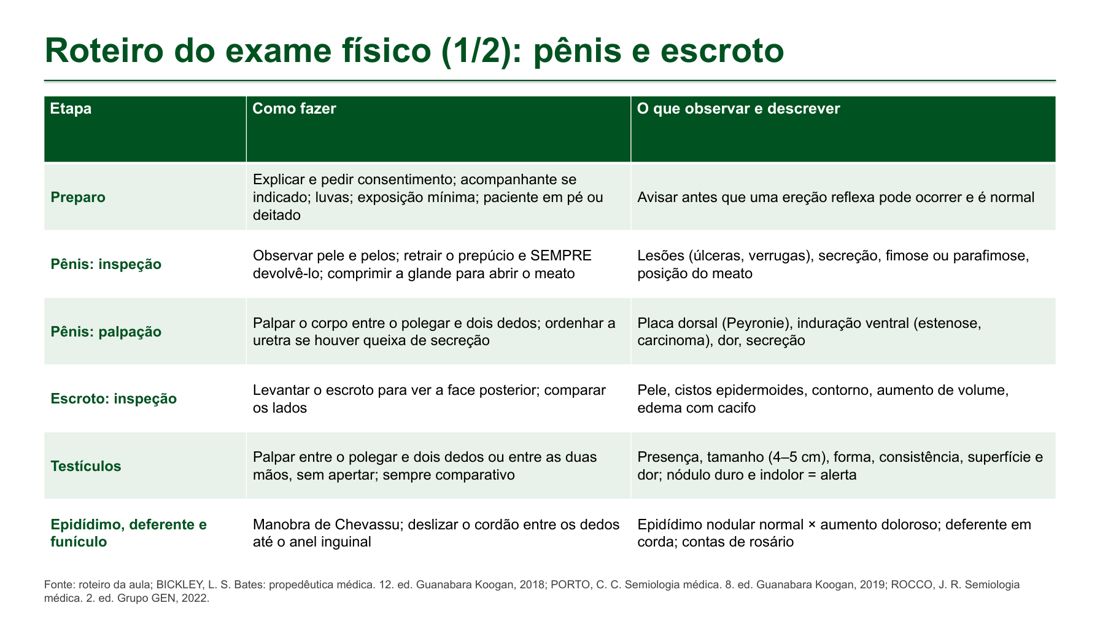 Roteiro do exame físico (1/2): pênis e escroto
Etapa
Como fazer
O que observar e descrever
Preparo
Explicar e pedir consentimento; acompanhante se
indicado; luvas; exposição mínima; paciente em pé ou
deitado
Avisar antes que uma ereção reflexa pode ocorrer e é normal
Pênis: inspeção
Observar pele e pelos; retrair o prepúcio e SEMPRE
devolvê-lo; comprimir a glande para abrir o meato
Lesões (úlceras, verrugas), secreção, fimose ou parafimose,
posição do meato
Pênis: palpação
Palpar o corpo entre o polegar e dois dedos; ordenhar a
uretra se houver queixa de secreção
Placa dorsal (Peyronie), induração ventral (estenose,
carcinoma), dor, secreção
Escroto: inspeção
Levantar o escroto para ver a face posterior; comparar
os lados
Pele, cistos epidermoides, contorno, aumento de volume,
edema com cacifo
Testículos
Palpar entre o polegar e dois dedos ou entre as duas
mãos, sem apertar; sempre comparativo
Presença, tamanho (4–5 cm), forma, consistência, superfície e
dor; nódulo duro e indolor = alerta
Epidídimo, deferente e
funículo
Manobra de Chevassu; deslizar o cordão entre os dedos
até o anel inguinal
Epidídimo nodular normal × aumento doloroso; deferente em
corda; contas de rosário
Fonte: roteiro da aula; BICKLEY, L. S. Bates: propedêutica médica. 12. ed. Guanabara Koogan, 2018; PORTO, C. C. Semiologia médica. 8. ed. Guanabara Koogan, 2019; ROCCO, J. R. Semiologia
médica. 2. ed. Grupo GEN, 2022.